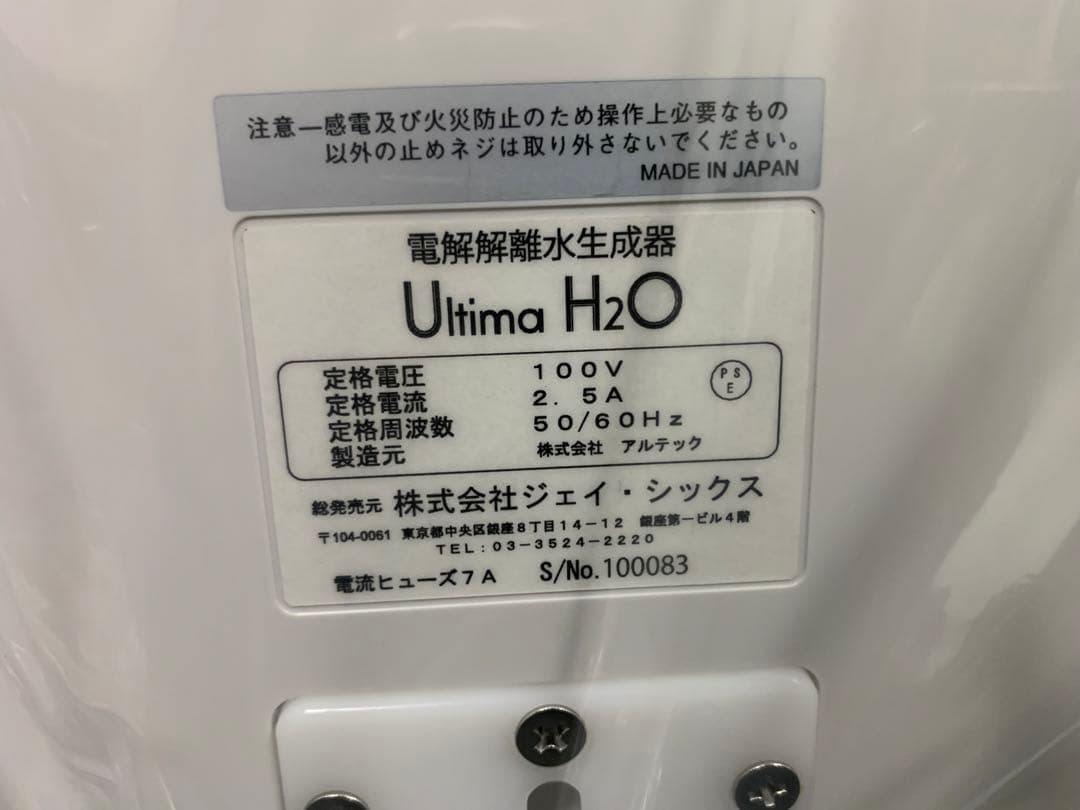 注意—感電及び火災防止のため操作上必要なもの
以外の止めネジは取り外さないでください。
MADE IN JAPAN
電解解離水生成器
Ultima H2O
定格電圧 100V
定格電流 2.5A
定格周波数 50/60Hz
製造元 株式会社 アルテック
PS
E
総発売元 株式会社ジェイ・シックス
〒104-0061 東京都中央区銀座8丁目14-12 銀座第一ビル4階
TEL:03-3524-2220
電流ヒューズ7A S/No.100083